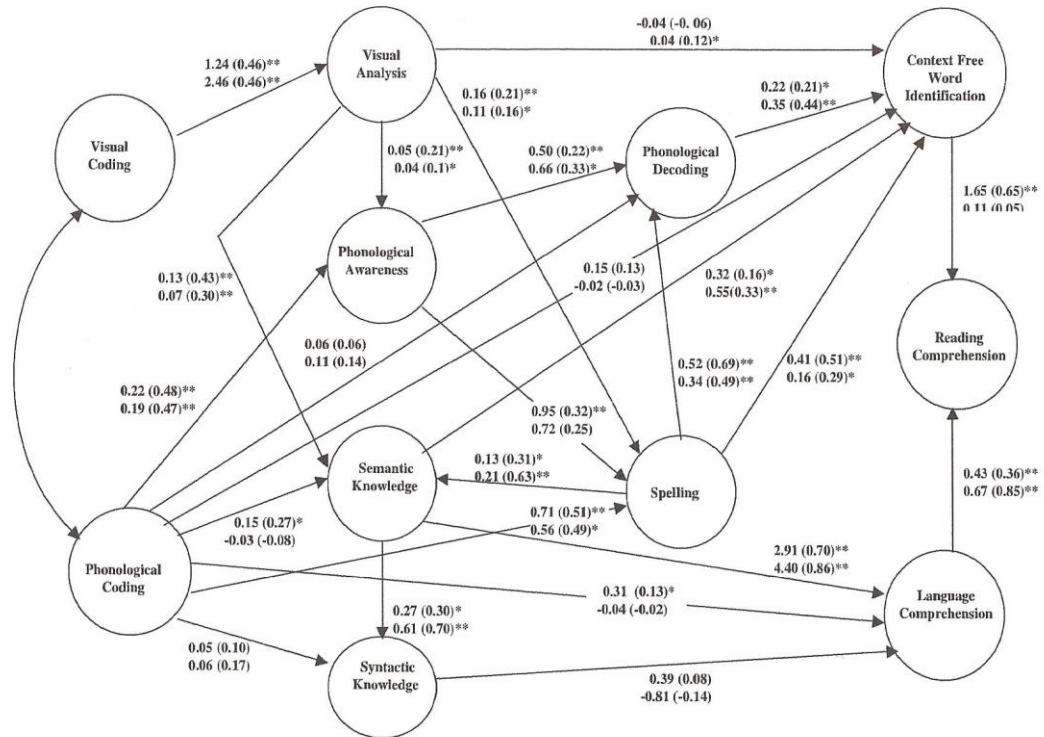 -0.04 (-0. 06)
0.04 (0.12)*
Visual
Analysis
Context Free
Word
Identification
1.24 (0.46)**
2.46 (0.46)**
0.16 (0.21)**
0.11 (0.16)*
0.22 (0.21)*
0.35 (0.44)**
Visual
Coding
0.05 (0.21)**
0.04 (0.1)*
0.50 (0.22)**
0.66 (0.33)*
Phonological
Decoding
1.65 (0.65)**
0.11 (0.05)
Phonological
Awareness
0.13 (0.43)**
0.07 (0.30)**
0.15 (0.13)
-0.02 (-0.03)
0.32 (0.16)*
0.55(0.33)**
Reading
Comprehension
0.06 (0.06)
0.11 (0.14)
0.22 (0.48)**
0.19 (0.47)**
0.52 (0.69)**
0.34 (0.49)**
0.41 (0.51)**
0.16 (0.29)*
0.95 (0.32)**
0.72 (0.25)
Semantic
Knowledge
0.13 (0.31)*
0.21 (0.63)**
Spelling
0.43 (0.36)**
0.67 (0.85)**
0.15 (0.27)*
-0.03 (-0.08)
0.71 (0.51)**
0.56 (0.49)*
Phonological
Coding
2.91 (0.70)**
4.40 (0.86)**
0.31 (0.13)*
-0.04 (-0.02)
Language
Comprehension
0.27 (0.30)*
0.61 (0.70)**
0.05 (0.10)
0.06 (0.17)
Syntactic
Knowledge
0.39 (0.08)
-0.81 (-0.14)